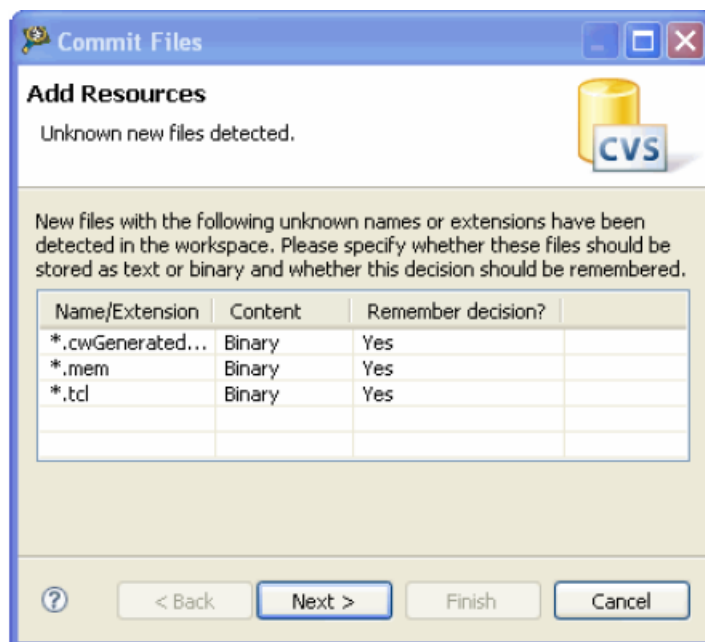 Commit Files
Add Resources
Unknown new files detected.
CVS
New files with the following unknown names or extensions have been
detected in the workspace. Please specify whether these files should be
stored as text or binary and whether this decision should be remembered.
Name/Extension Content Remember decision?
*.cwGenerated... Binary Yes
*.mem Binary Yes
*.tcl Binary Yes
? < Back Next > Finish Cancel